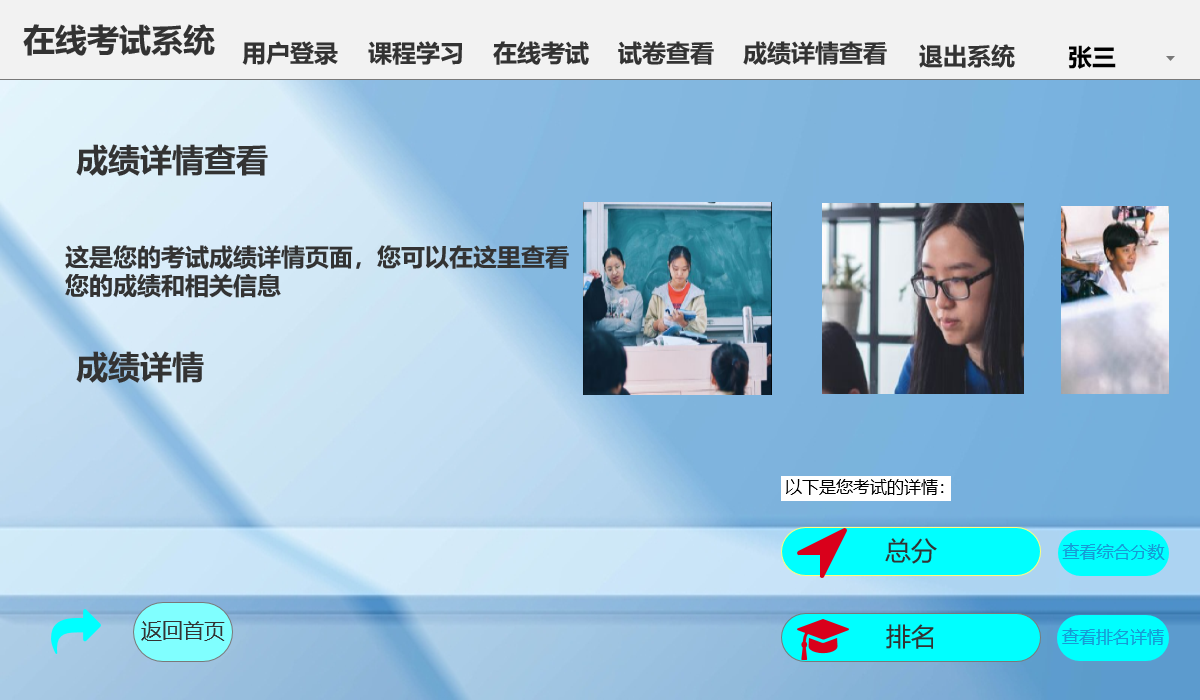 在线考试系统
用户登录
课程学习
在线考试
试卷查看
成绩详情查看
退出系统
张三
成绩详情查看
这是您的考试成绩详情页面，您可以在这里查看
您的成绩和相关信息
成绩详情
以下是您考试的详情：
总分
查看综合分数
返回首页
排名
查看排名详情